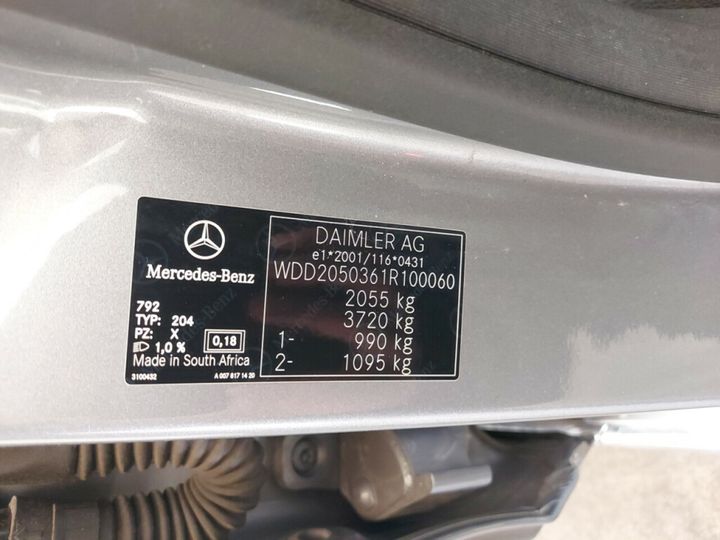 Mercedes-Benz
792
TYP: 204
PZ: X
1,0 % 0,18
Made in South Africa
3100432 A 007 817 14 20
DAIMLER AG
e1*2001/116*0431
WDD2050361R100060
2055 kg
3720 kg
1- 990 kg
2- 1095 kg